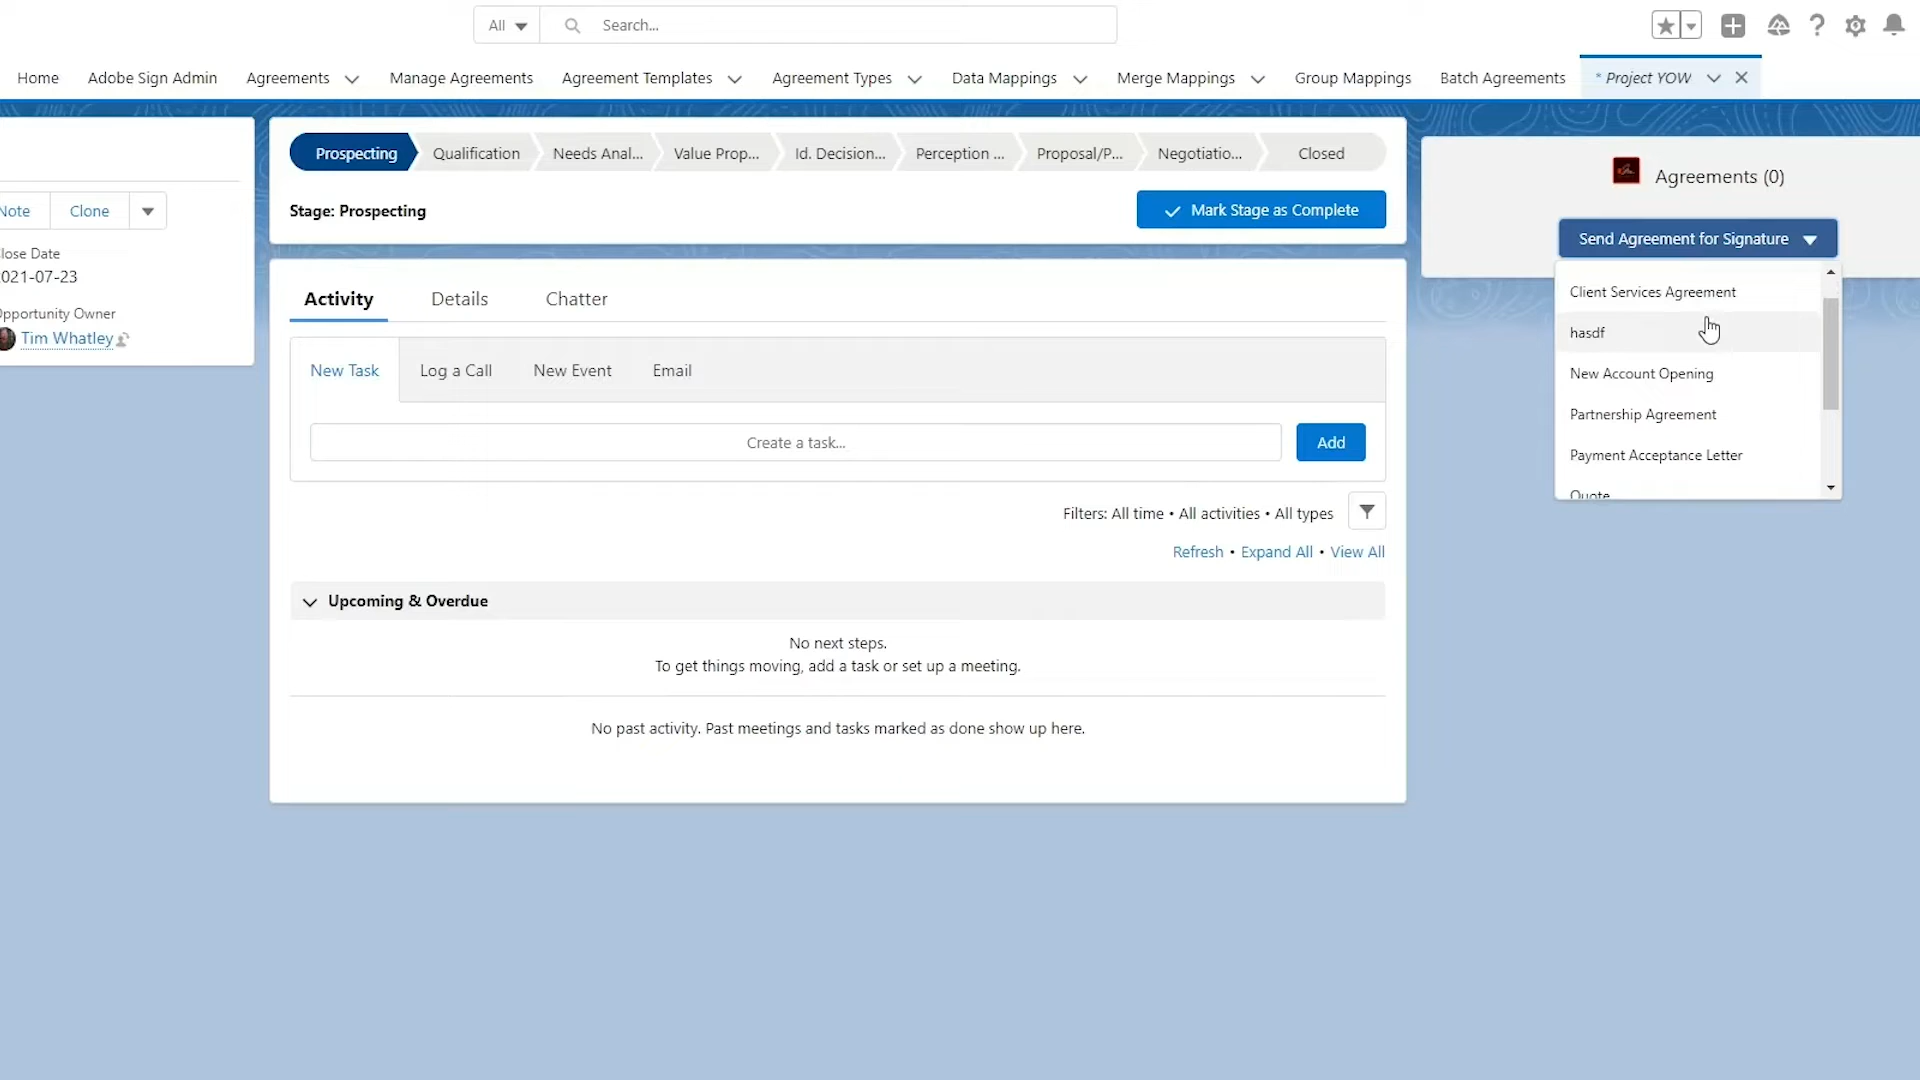 All
Search...
Home
Adobe Sign Admin
Agreements
Manage Agreements
Agreement Templates
Agreement Types
Data Mappings
Merge Mappings
Group Mappings
Batch Agreements
* Project YOW
Note
Clone
lose Date
021-07-23
pportunity Owner
Tim Whatley
Prospecting
Qualification
Needs Anal...
Value Prop...
Id. Decision...
Perception ...
Proposal/P...
Negotiatio...
Closed
Stage: Prospecting
Mark Stage as Complete
Activity
Details
Chatter
New Task
Log a Call
New Event
Email
Create a task...
Add
Filters: All time • All activities • All types
Refresh • Expand All • View All
Upcoming & Overdue
No next steps.
To get things moving, add a task or set up a meeting.
No past activity. Past meetings and tasks marked as done show up here.
Agreements (0)
Send Agreement for Signature
Client Services Agreement
hasdf
New Account Opening
Partnership Agreement
Payment Acceptance Letter
Quote